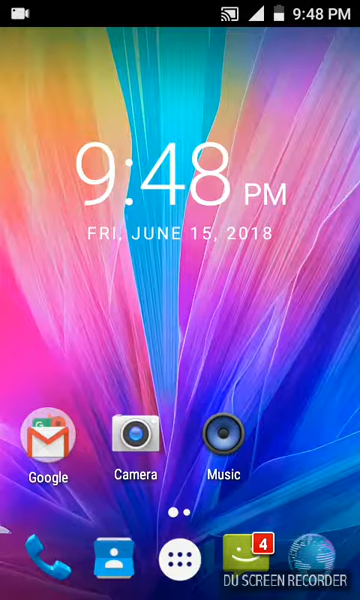 9:48 PM
9:48 PM
FRI, JUNE 15, 2018
Google
Camera
Music
4
DU SCREEN RECORDER